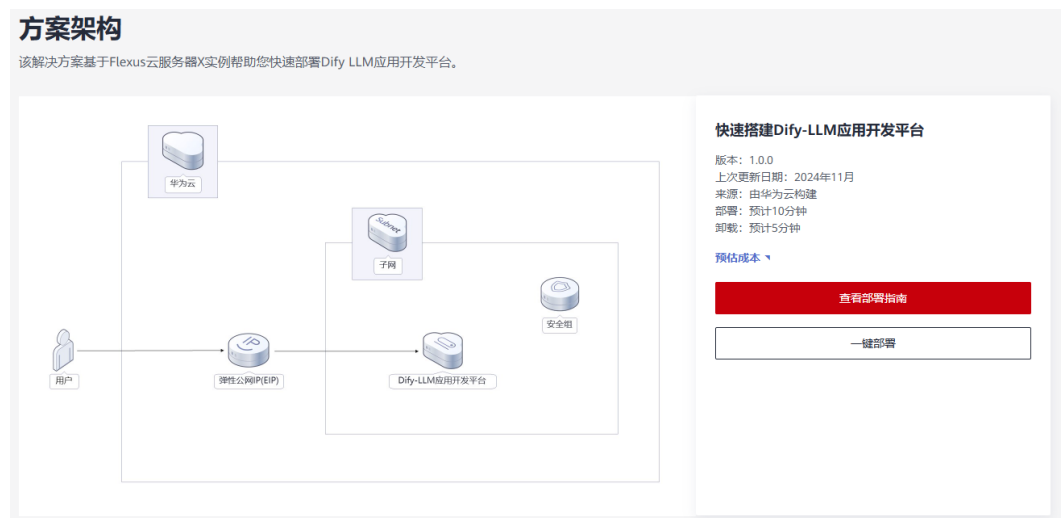 方案架构
该解决方案基于Flexus云服务器X实例帮助您快速部署Dify LLM应用开发平台。
华为云
Subnet
子网
安全组
用户
IP
弹性公网IP(EIP)
Dify-LLM应用开发平台
快速搭建Dify-LLM应用开发平台
版本：1.0.0
上次更新日期：2024年11月
来源：由华为云构建
部署：预计10分钟
卸载：预计5分钟
预估成本
查看部署指南
一键部署